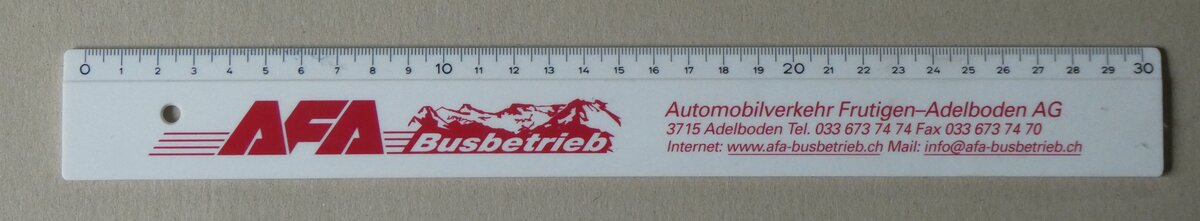 0 1 2 3 4 5 6 7 8 9 10 11 12 13 14 15 16 17 18 19 20 21 22 23 24 25 26 27 28 29 30
AFA Busbetrieb
Automobilverkehr Frutigen–Adelboden AG
3715 Adelboden Tel. 033 673 74 74 Fax 033 673 74 70
Internet: www.afa-busbetrieb.ch Mail: info@afa-busbetrieb.ch